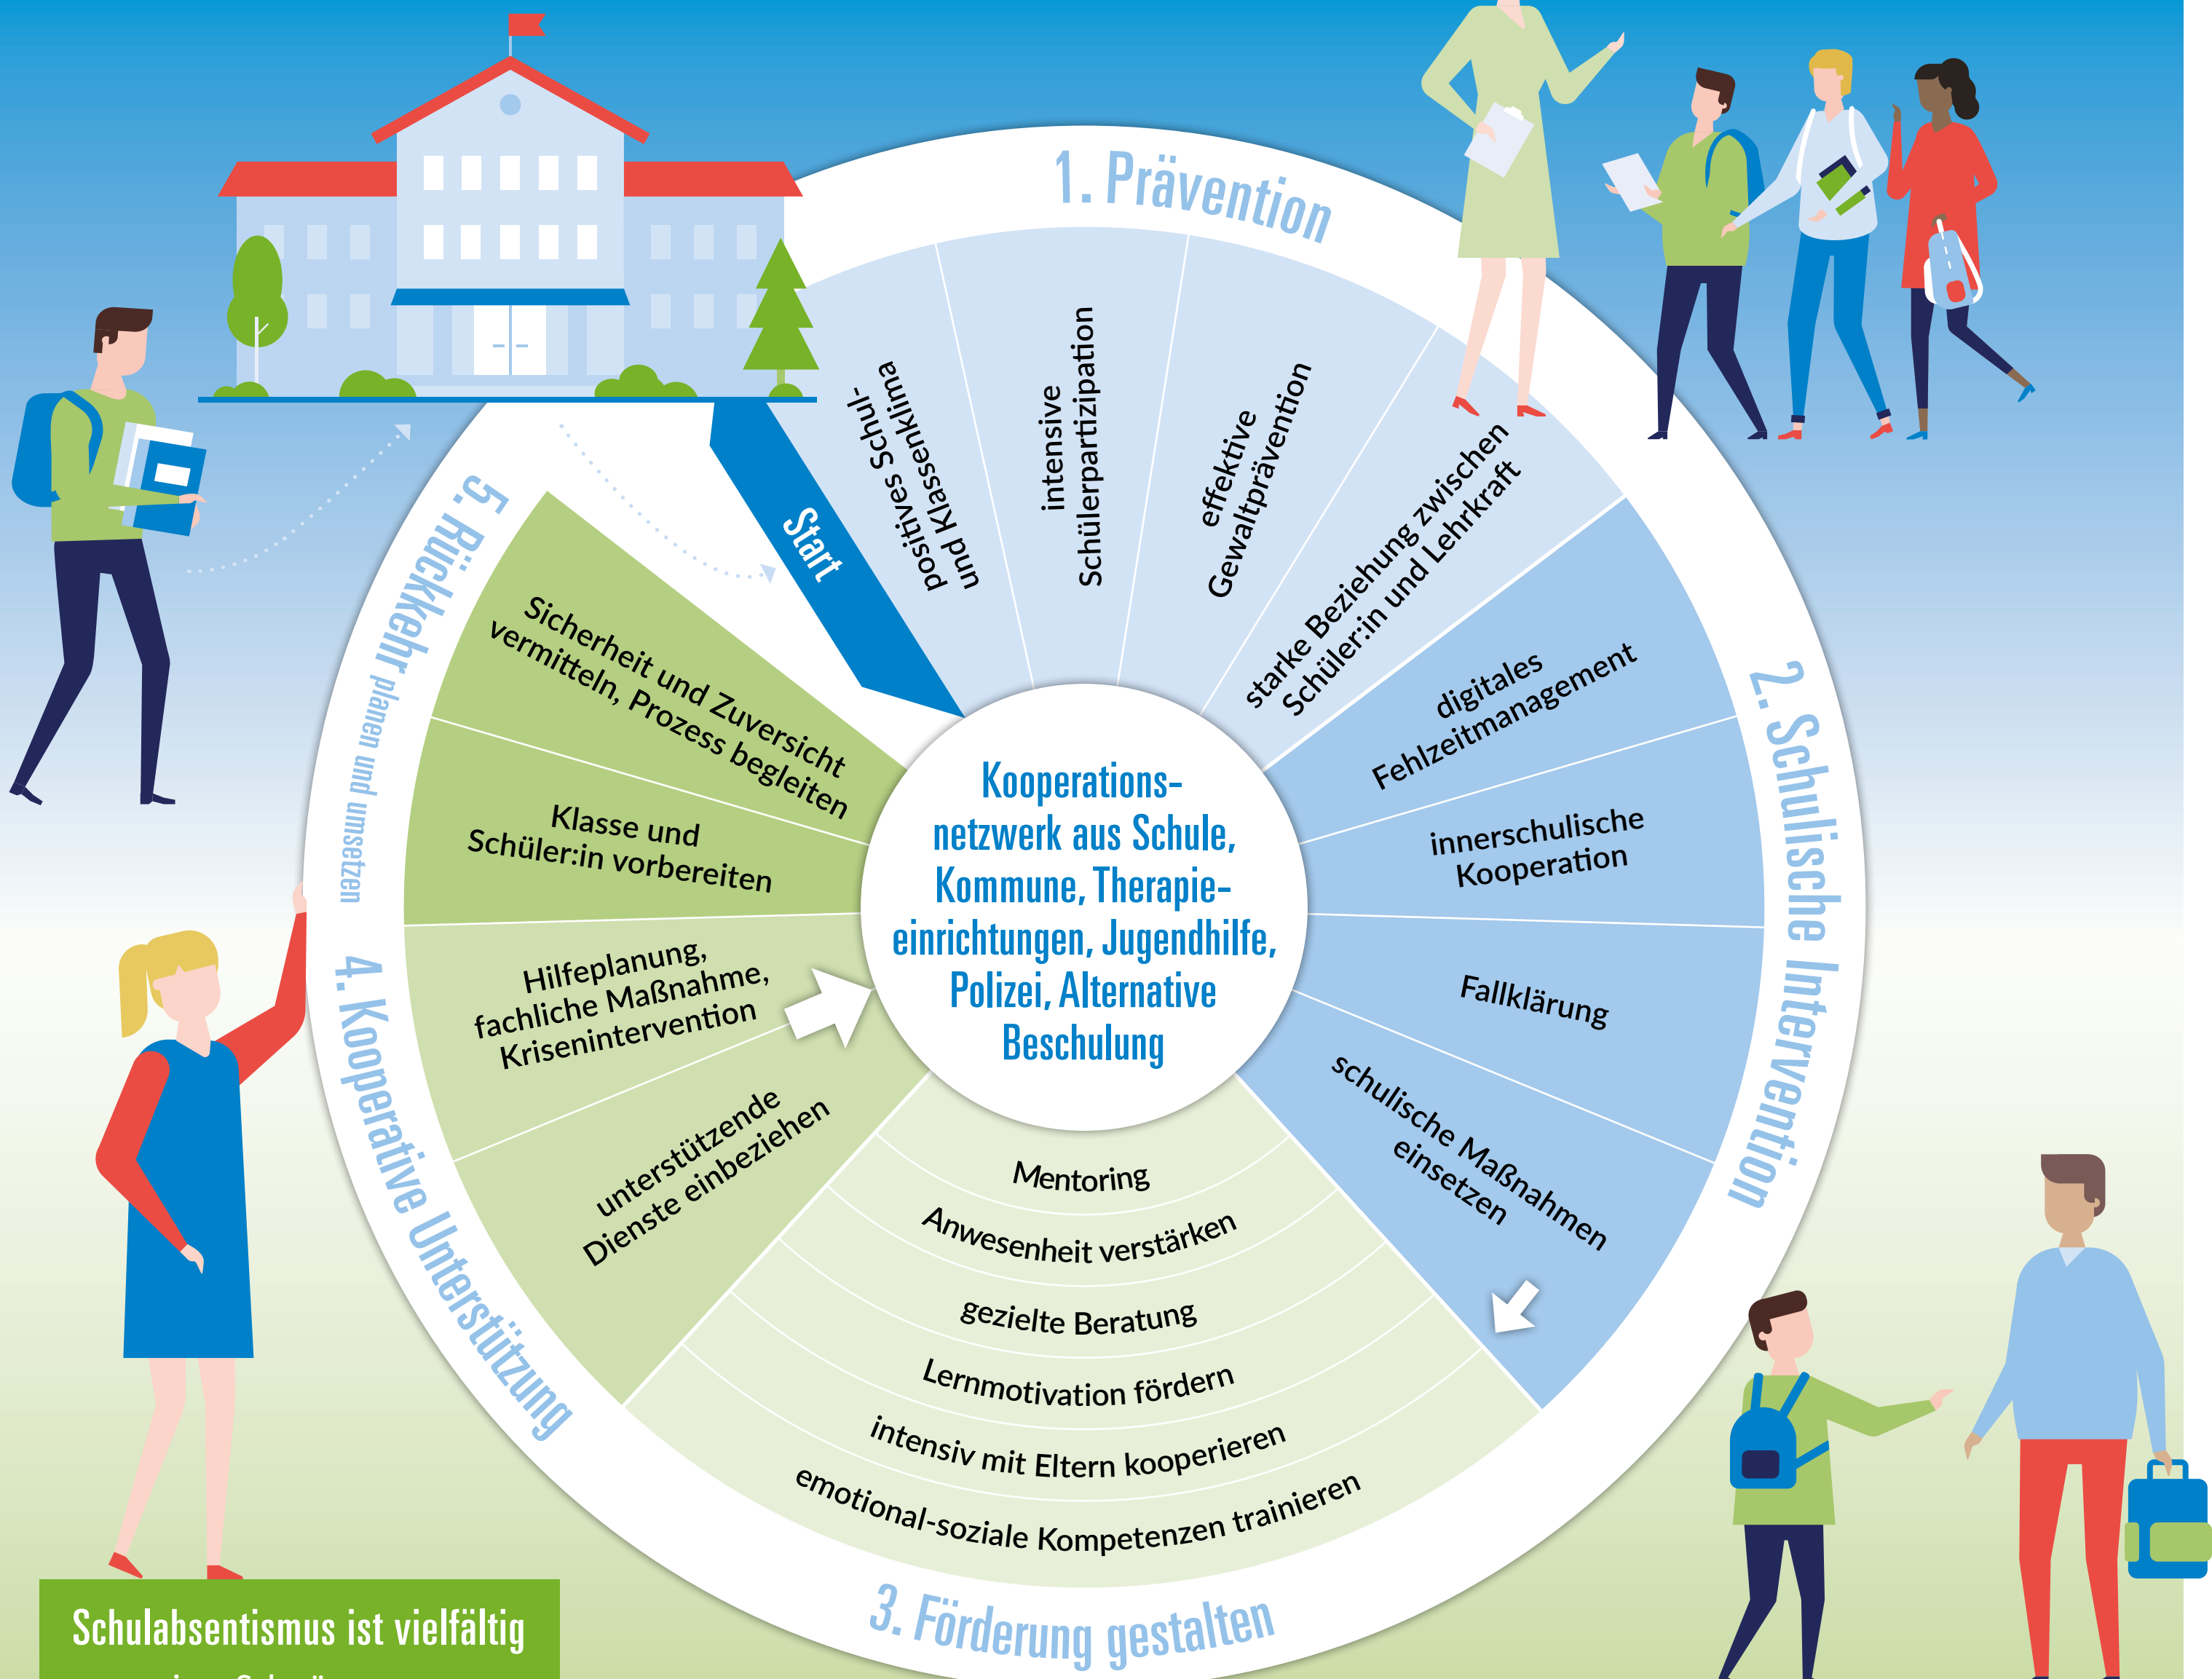 1. Prävention
Start
positives Schul-
und Klassenklima
intensive
Schülerpartizipation
effektive
Gewaltprävention
starke Beziehung zwischen
Schüler:in und Lehrkraft
2. Schulische Intervention
digitales
Fehlzeitmanagement
innerschulische
Kooperation
Fallklärung
schulische Maßnahmen
einsetzen
3. Förderung gestalten
Mentoring
Anwesenheit verstärken
gezielte Beratung
Lernmotivation fördern
intensiv mit Eltern kooperieren
emotional-soziale Kompetenzen trainieren
4. Kooperative Unterstützung
unterstützende
Dienste einbeziehen
Hilfeplanung,
fachliche Maßnahme,
Krisenintervention
5. Rückkehr planen und umsetzen
Klasse und
Schüler:in vorbereiten
Sicherheit und Zuversicht
vermitteln, Prozess begleiten
Kooperations-
netzwerk aus Schule,
Kommune, Therapie-
einrichtungen, Jugendhilfe,
Polizei, Alternative
Beschulung
Schulabsentismus ist vielfältig